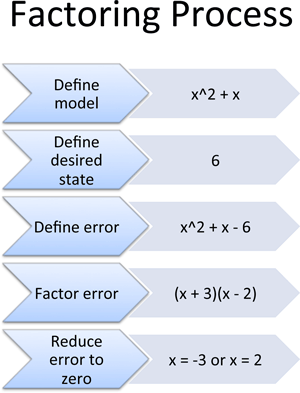 Factoring Process
Define
model
x^2 + x
Define
desired
state
6
Define error
x^2 + x - 6
Factor error
(x + 3)(x - 2)
Reduce
error to
zero
x = -3 or x = 2